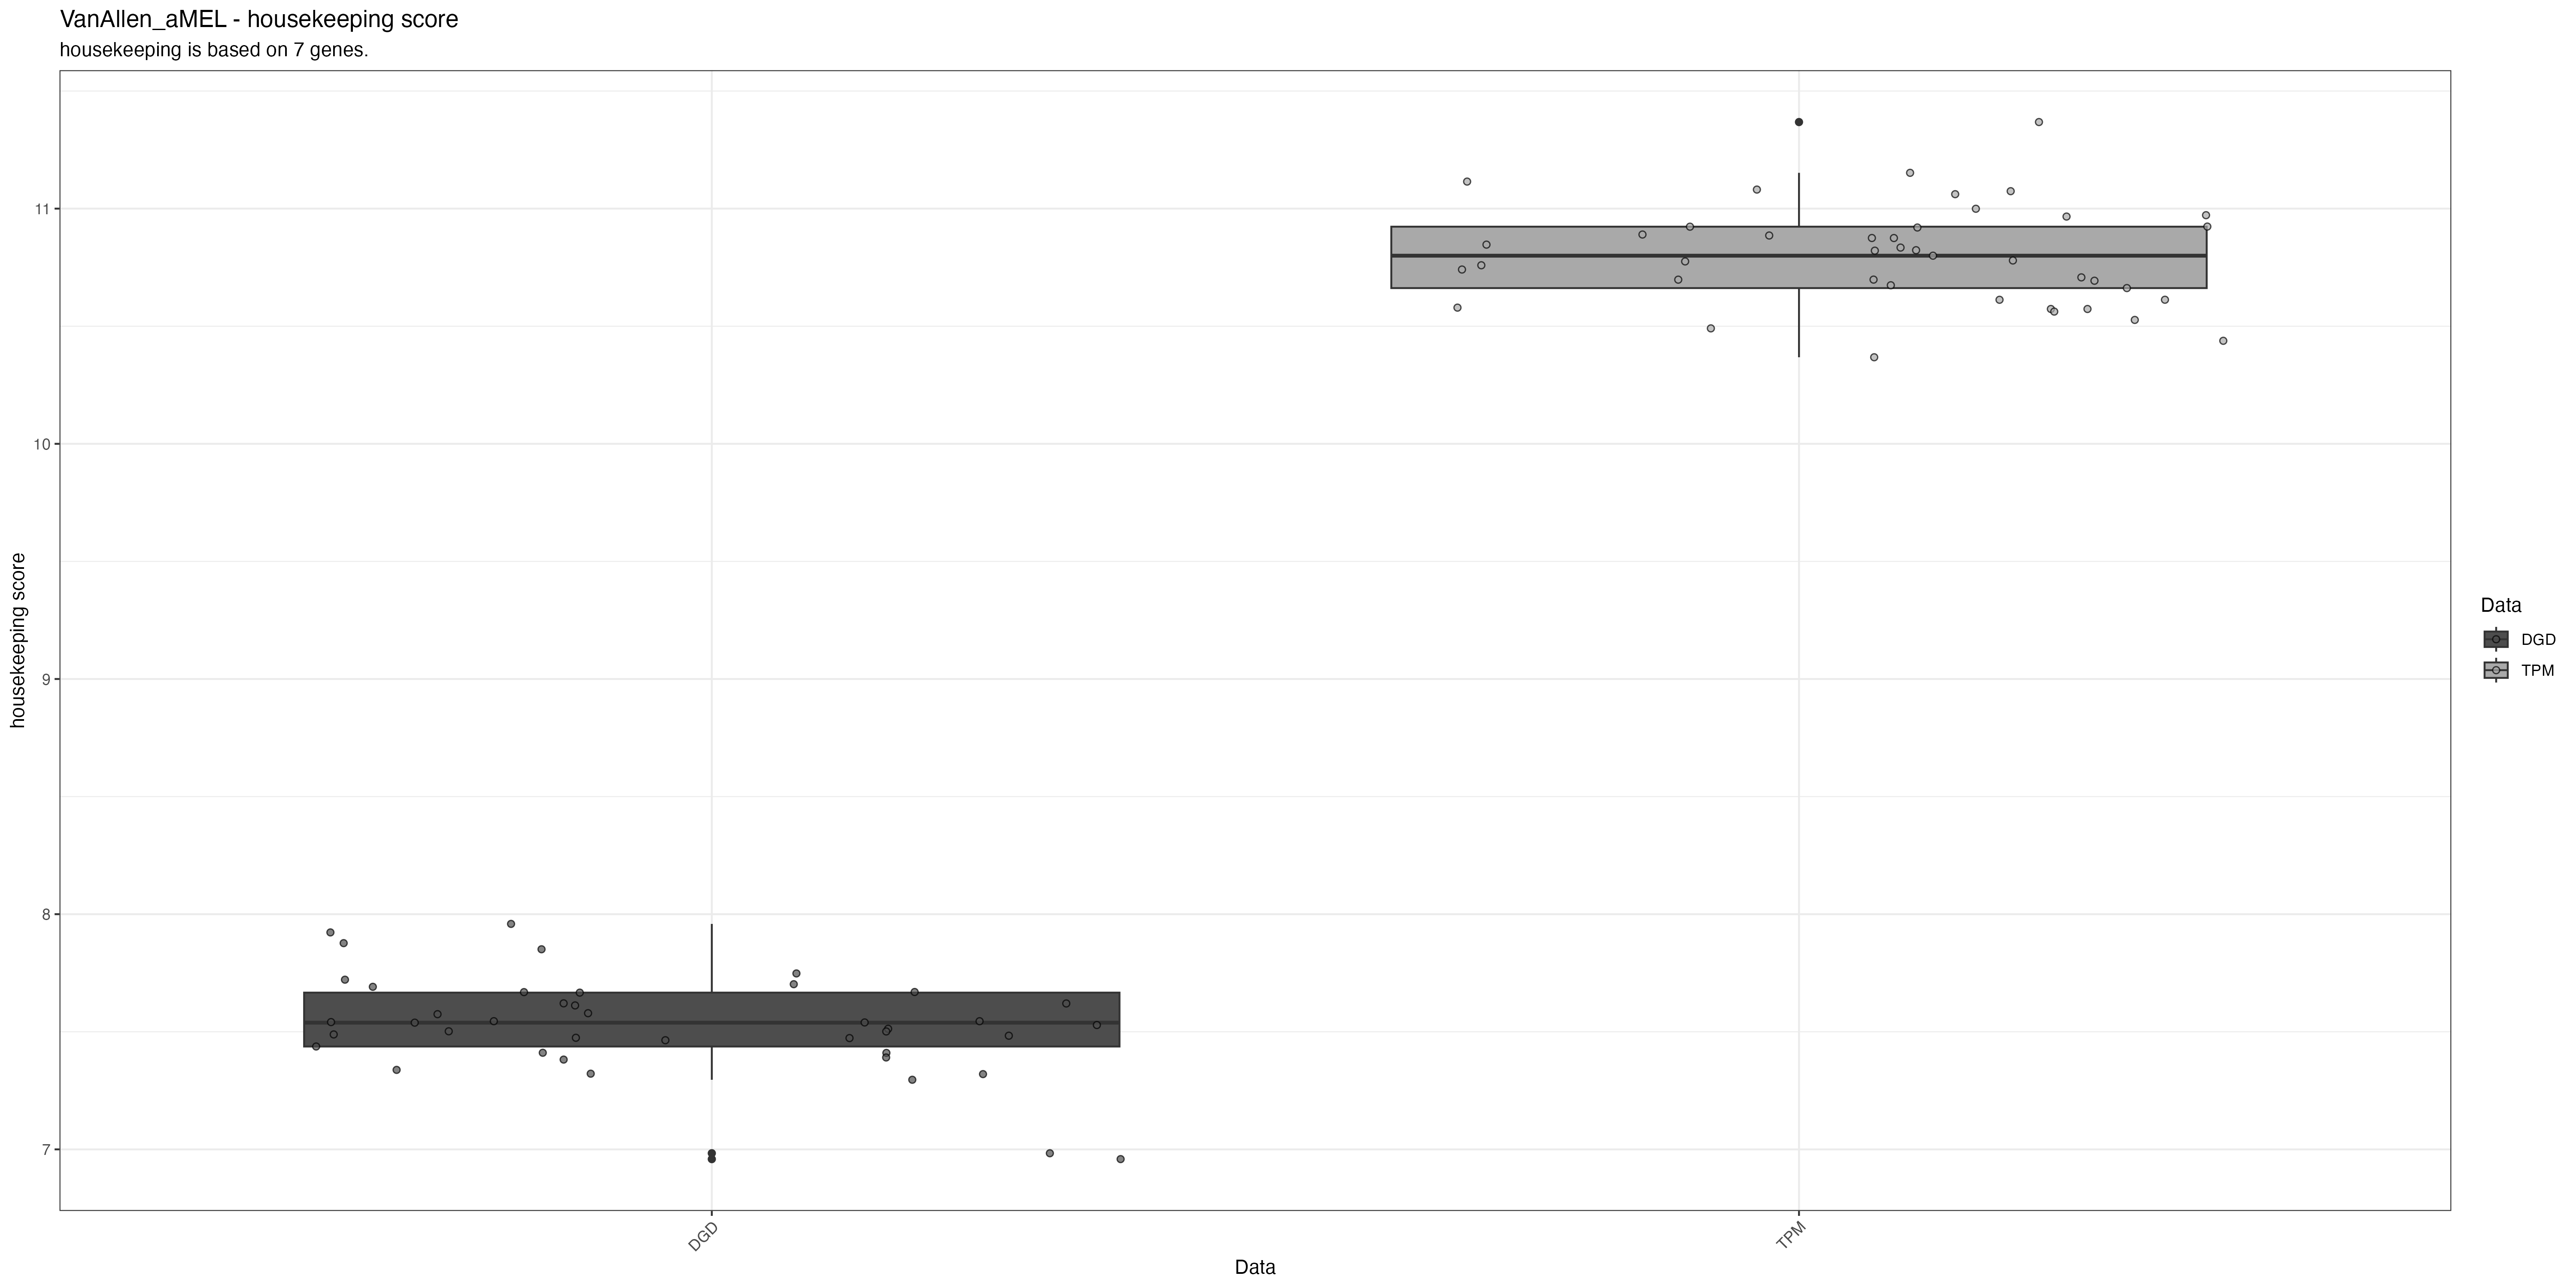 VanAllen_aMEL - housekeeping score
housekeeping is based on 7 genes.
housekeeping score
11
10
9
8
7
DGD
TPM
Data
Data
DGD
TPM